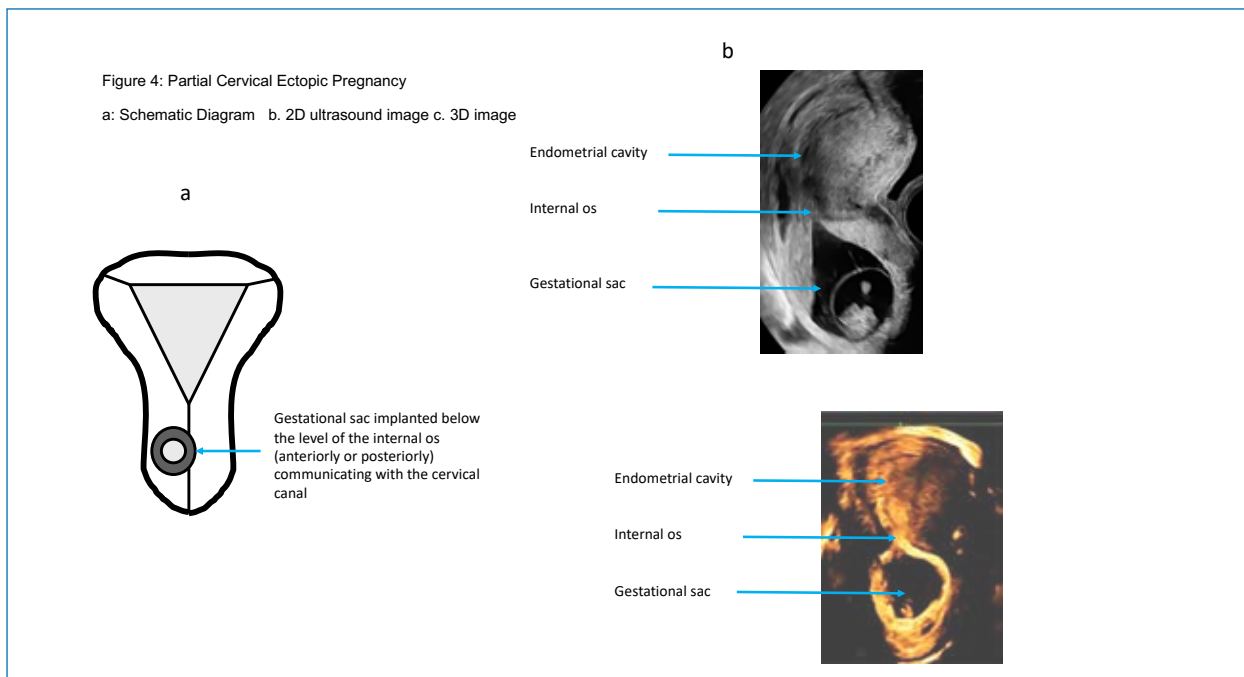 b
Figure 4: Partial Cervical Ectopic Pregnancy
a: Schematic Diagram   b. 2D ultrasound image c. 3D image
Endometrial cavity
Internal os
Gestational sac
a
Gestational sac implanted below
the level of the internal os
(anteriorly or posteriorly)
communicating with the cervical
canal
Endometrial cavity
Internal os
Gestational sac